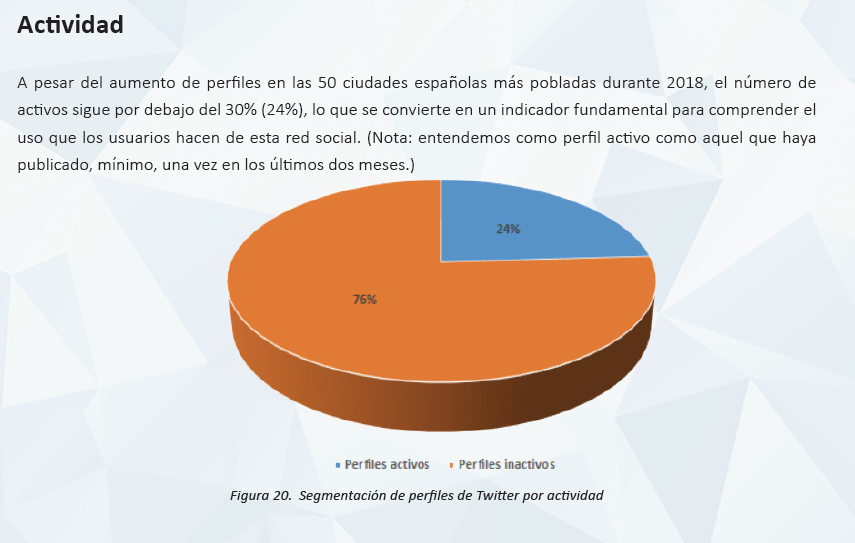 Actividad
A pesar del aumento de perfiles en las 50 ciudades españolas más pobladas durante 2018, el número de
activos sigue por debajo del 30% (24%), lo que se convierte en un indicador fundamental para comprender el
uso que los usuarios hacen de esta red social. (Nota: entendemos como perfil activo como aquel que haya
publicado, mínimo, una vez en los últimos dos meses.)
24%
76%
Perfiles activos Perfiles inactivos
Figura 20. Segmentación de perfiles de Twitter por actividad